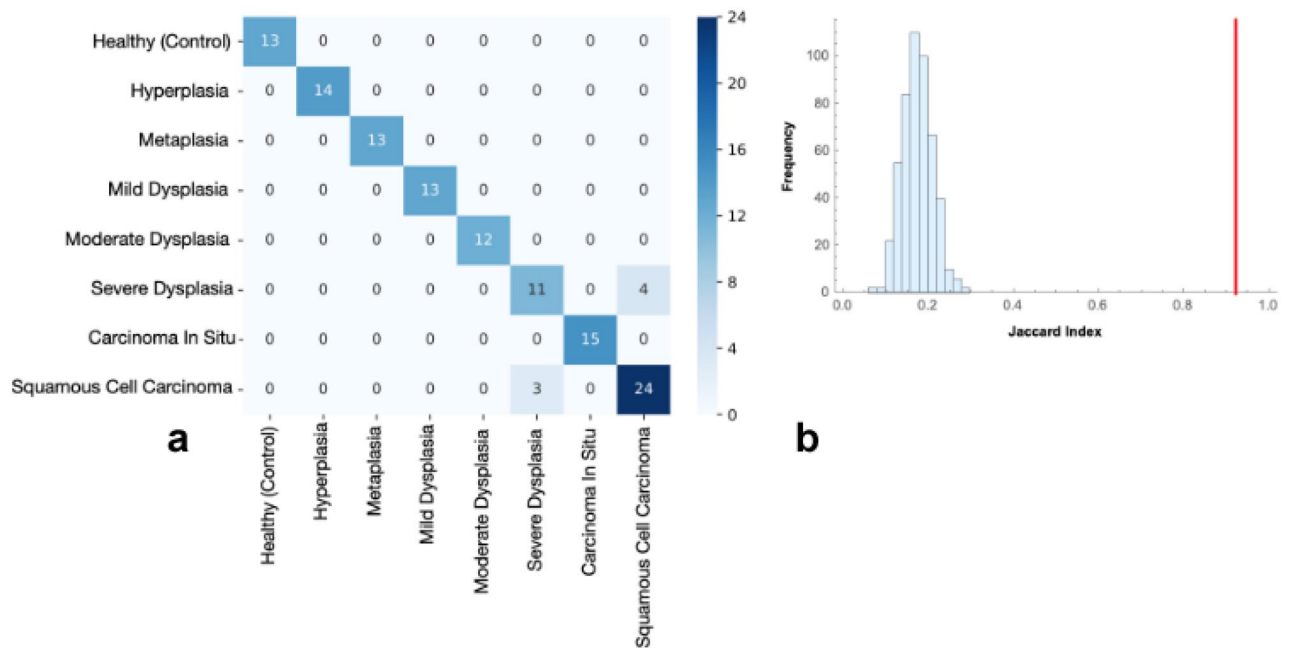 Healthy (Control) 13 0 0 0 0 0 0 0
Hyperplasia 0 14 0 0 0 0 0 0
Metaplasia 0 0 13 0 0 0 0 0
Mild Dysplasia 0 0 0 13 0 0 0 0
Moderate Dysplasia 0 0 0 0 12 0 0 0
Severe Dysplasia 0 0 0 0 0 11 0 4
Carcinoma In Situ 0 0 0 0 0 0 15 0
Squamous Cell Carcinoma 0 0 0 0 0 3 0 24
Healthy (Control)
Hyperplasia
Metaplasia
Mild Dysplasia
Moderate Dysplasia
Severe Dysplasia
Carcinoma In Situ
Squamous Cell Carcinoma
24
20
16
12
8
4
0
a
Frequency
100
80
60
40
20
0
0.0 0.2 0.4 0.6 0.8 1.0
Jaccard Index
b